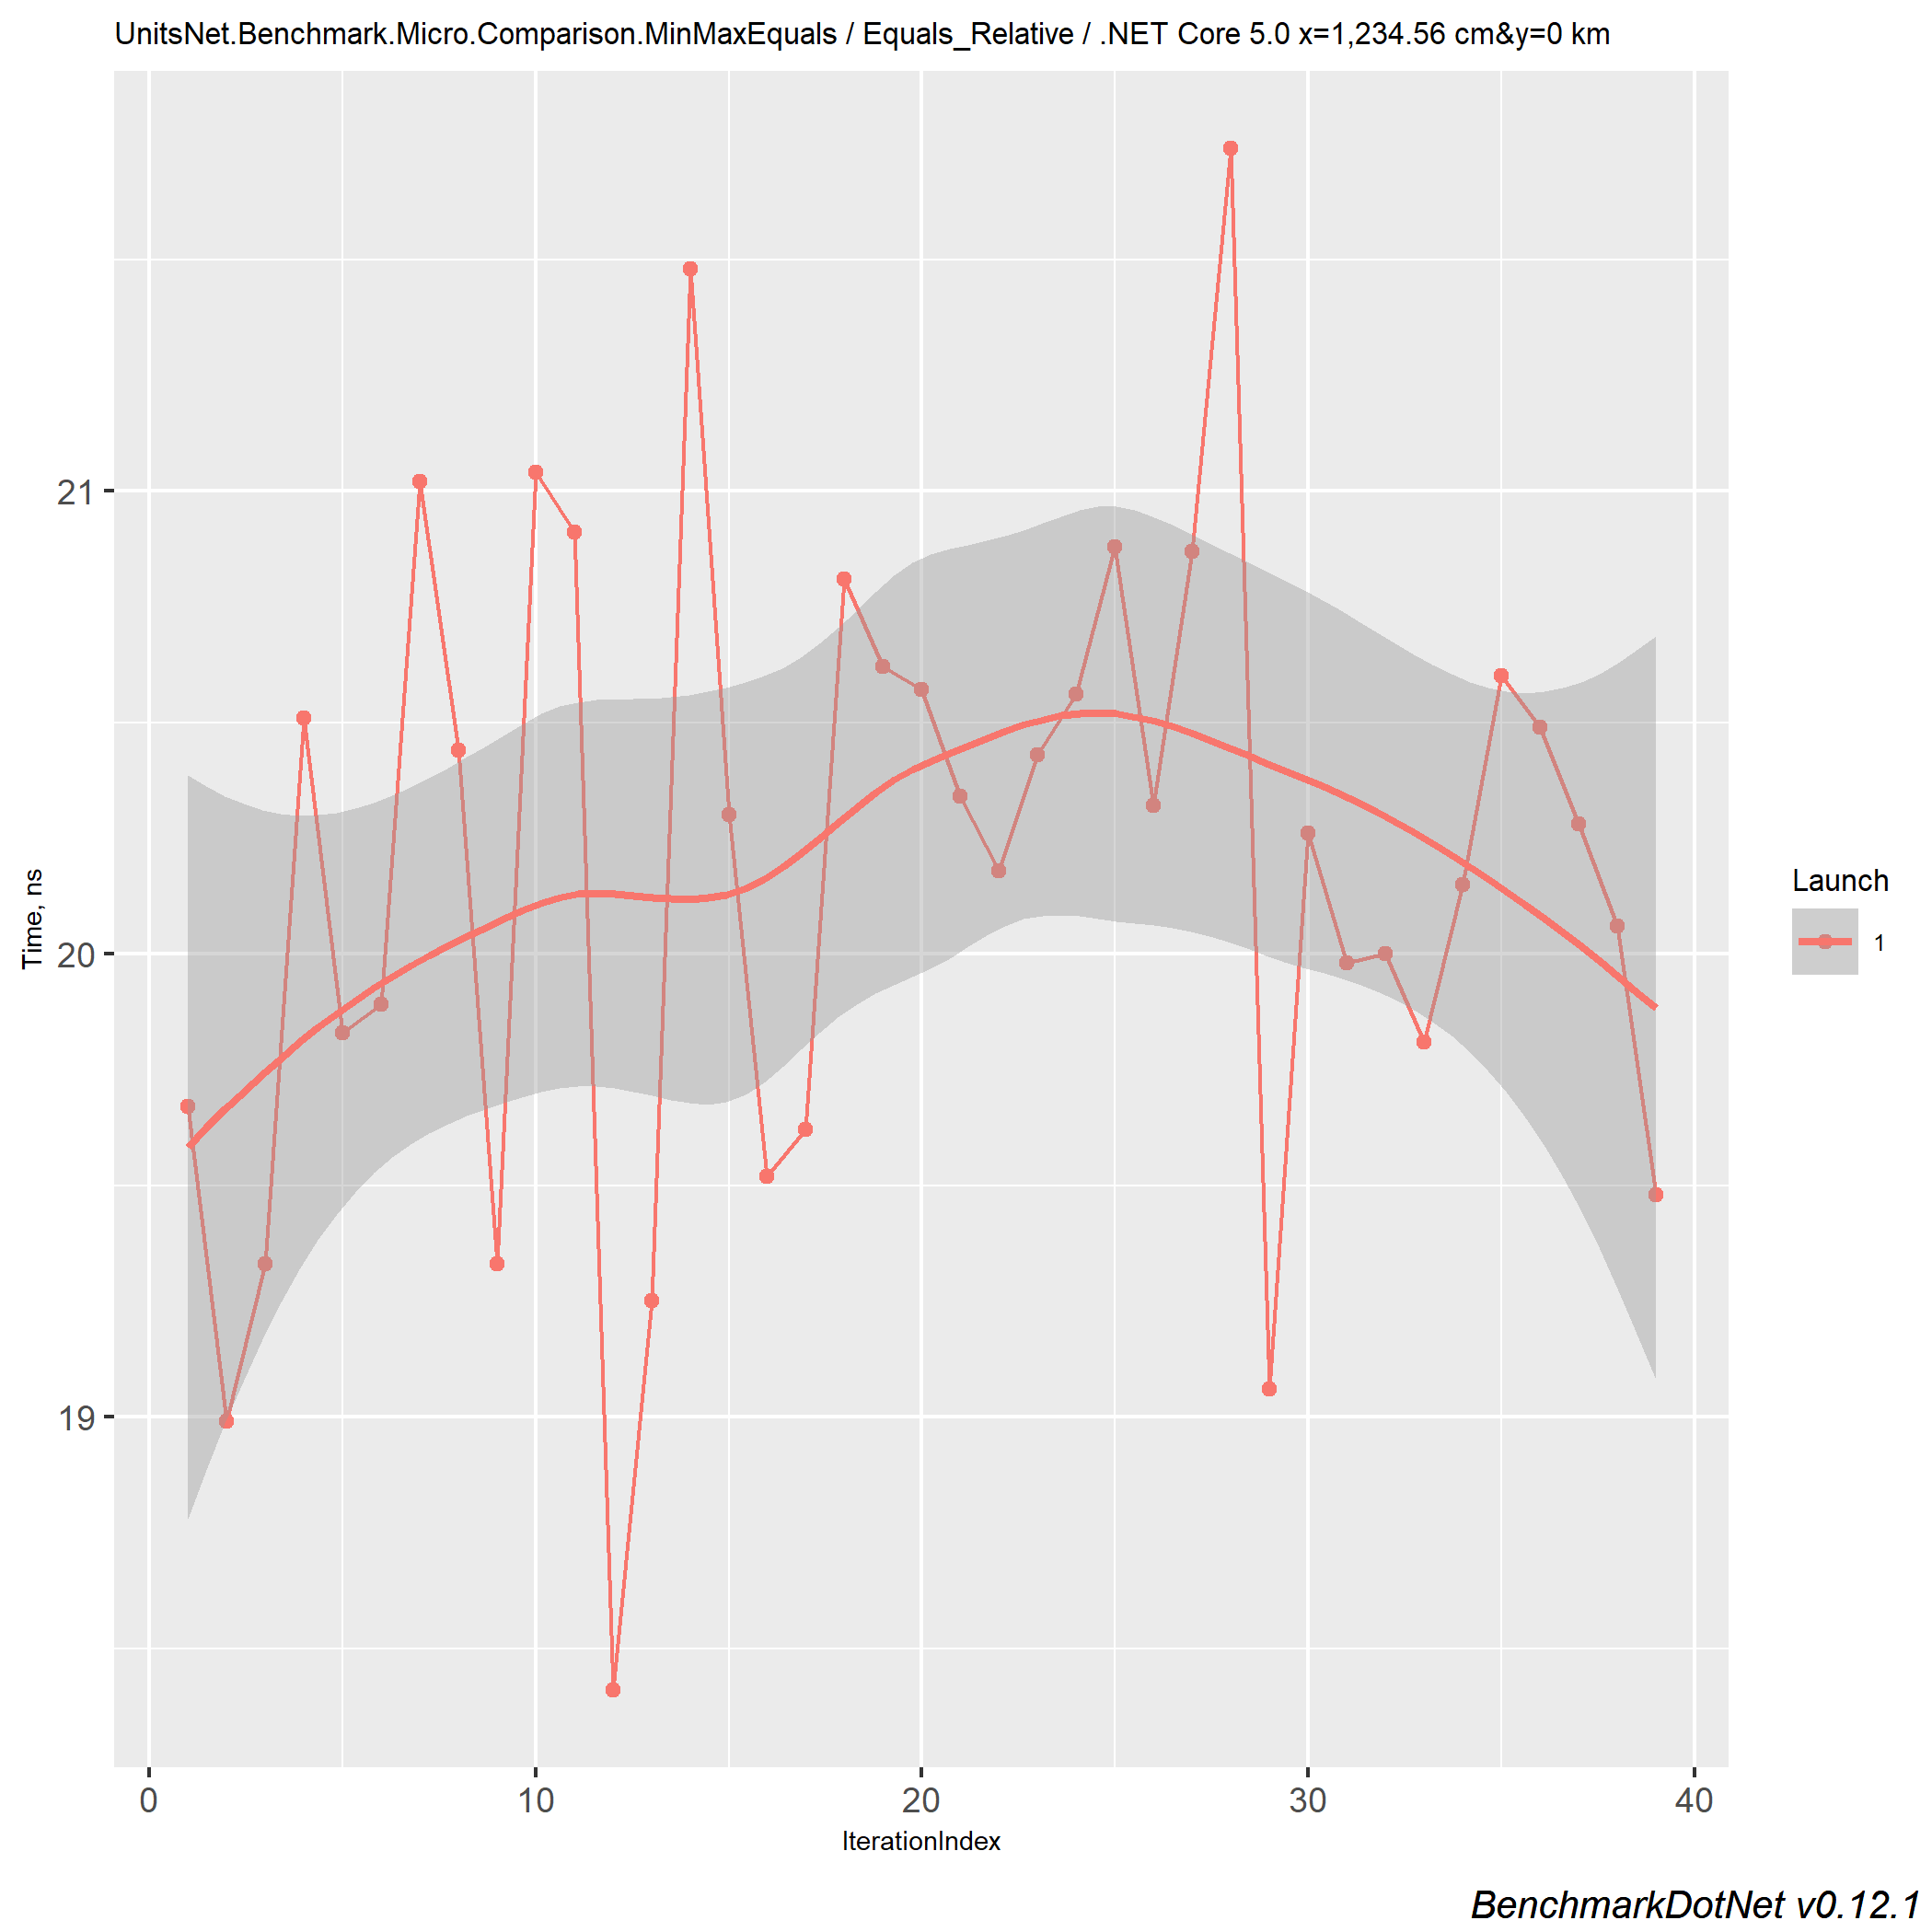 UnitsNet.Benchmark.Micro.Comparison.MinMaxEquals / Equals_Relative / .NET Core 5.0 x=1,234.56 cm&y=0 km
21
20
19
Time, ns
0 10 20 30 40
IterationIndex
Launch
1
BenchmarkDotNet v0.12.1